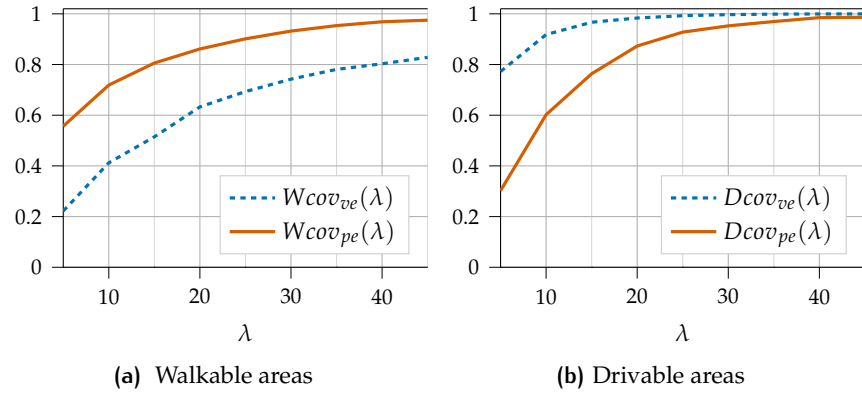 1
0.8
0.6
0.4
0.2
0
10
20
30
40
λ
Wcov_ve(λ)
Wcov_pe(λ)
(a) Walkable areas
1
0.8
0.6
0.4
0.2
0
10
20
30
40
λ
Dcov_ve(λ)
Dcov_pe(λ)
(b) Drivable areas